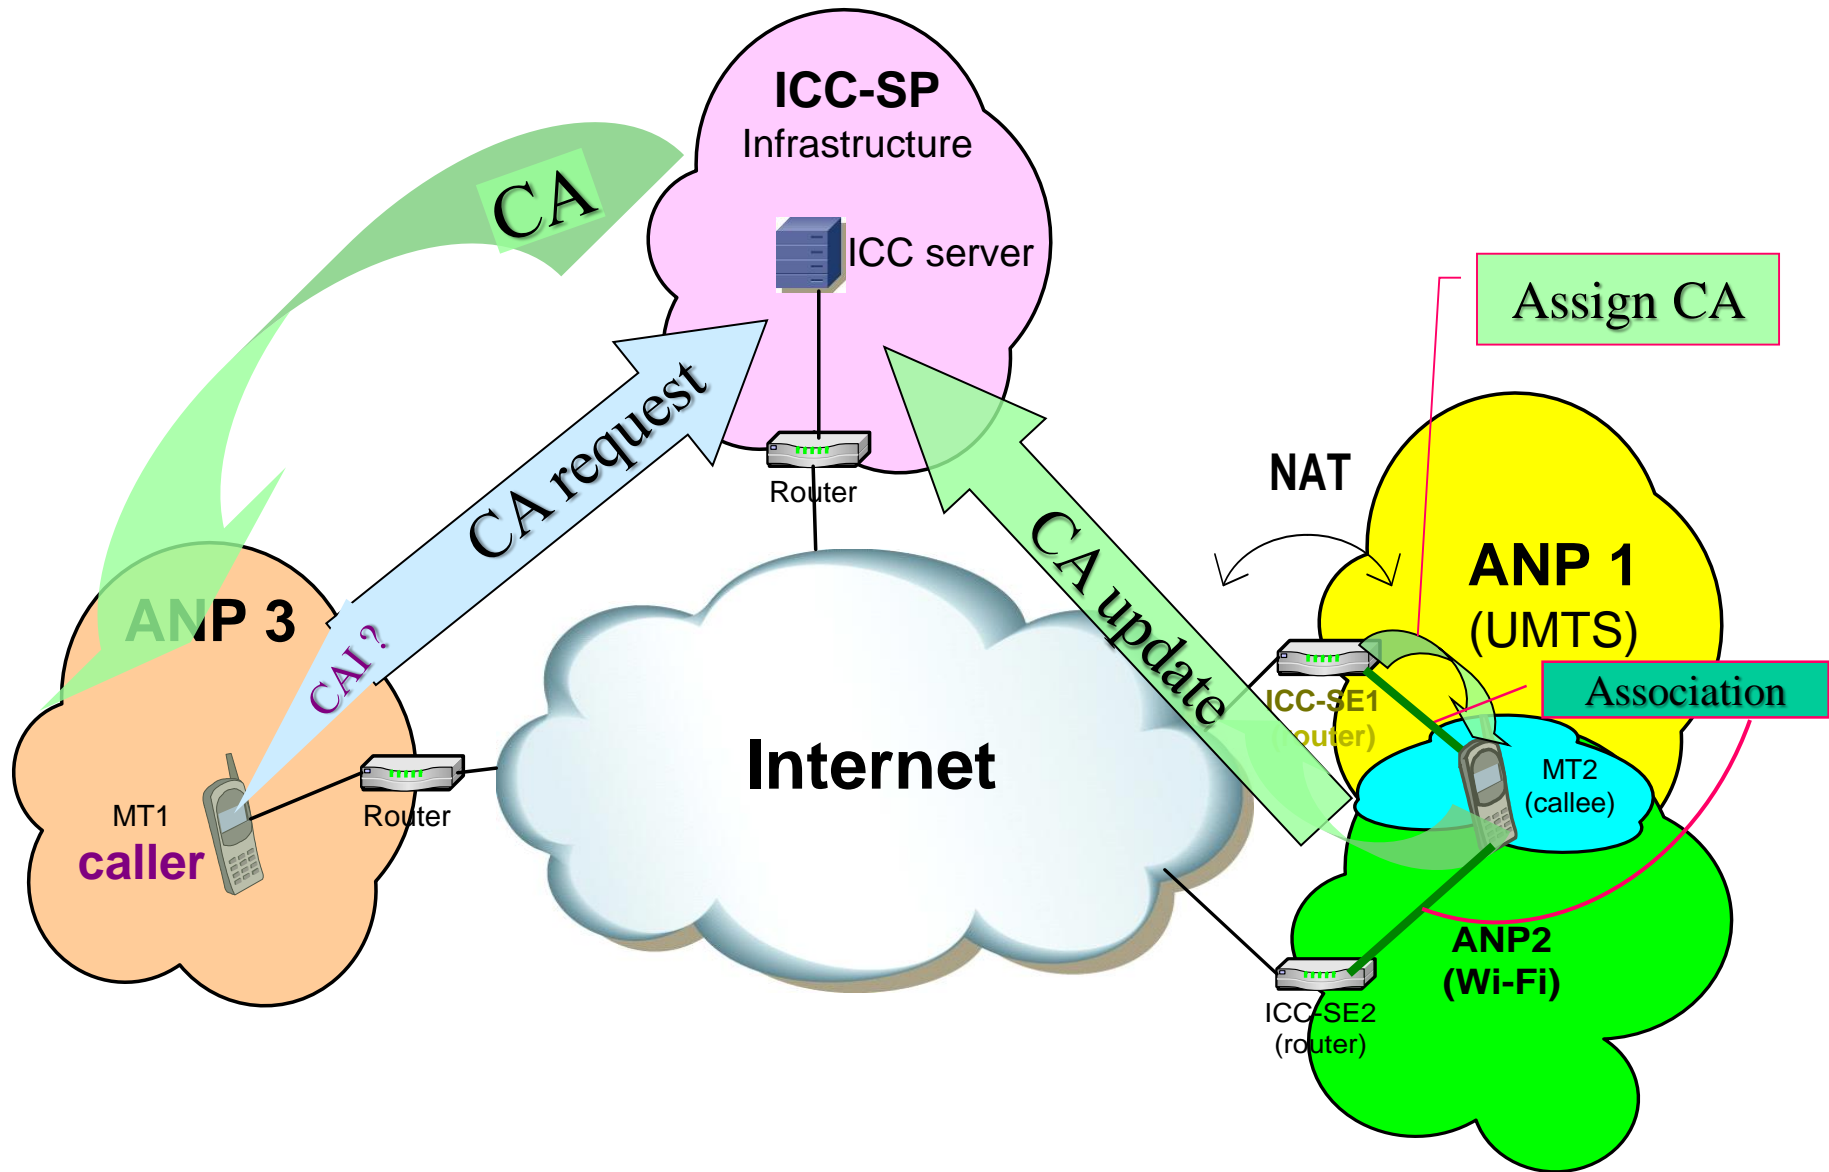 ICC-SP
Infrastructure
CA
ICC server
Assign CA
CA request
Router
NAT
CA update
ANP 1
(UMTS)
ANP 3
CAI ?
ICC-SE1
(router)
Association
Internet
MT2
(callee)
MT1
caller
Router
ANP2
(Wi-Fi)
ICC-SE2
(router)